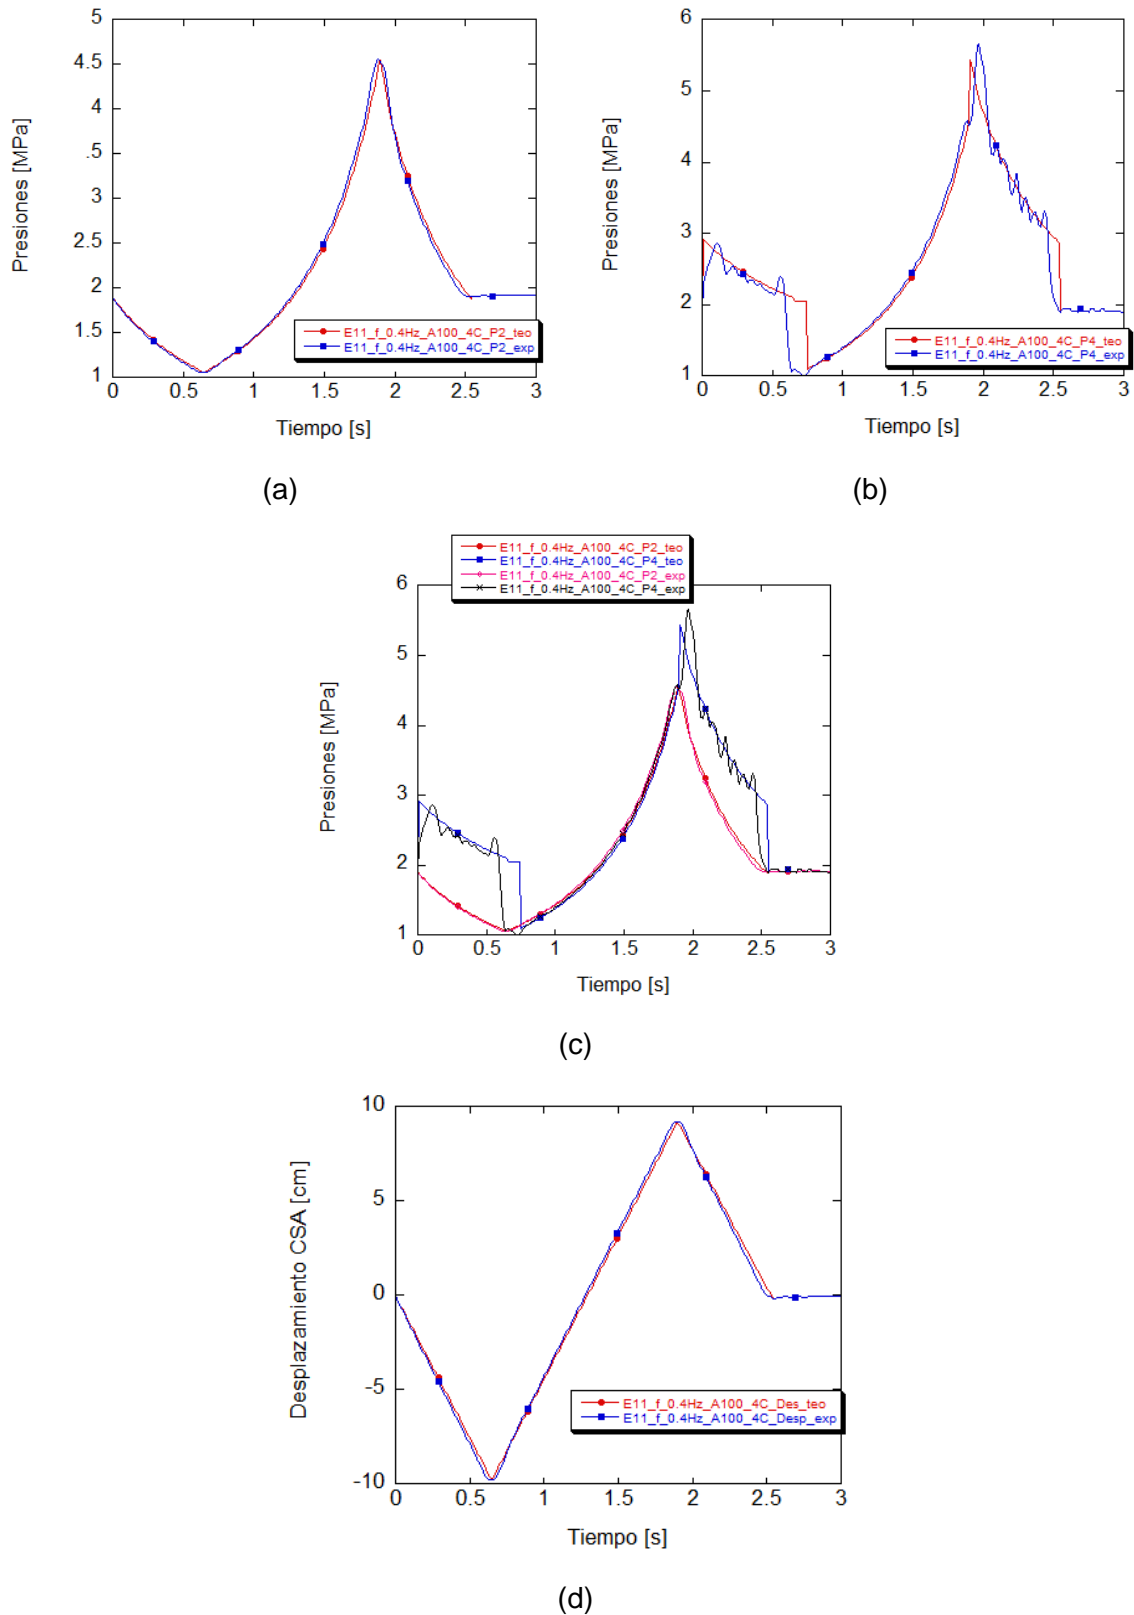 5
4.5
4
.5
3
2.5
2
1.5
1
0 0.5 1 1.5 2 2.5 3
Presiones [MPa]
Tiempo [s]
E11_f_0.4Hz_A100_4C_P2_teo
E11_f_0.4Hz_A100_4C_P2_exp
(a)
6
5
4
3
2
1
0 0.5 1 1.5 2 2.5 3
Presiones [MPa]
Tiempo [s]
E11_f_0.4Hz_A100_4C_P4_teo
E11_f_0.4Hz_A100_4C_P4_exp
(b)
E11_f_0.4Hz_A100_4C_P2_teo
E11_f_0.4Hz_A100_4C_P4_teo
E11_f_0.4Hz_A100_4C_P2_exp
E11_f_0.4Hz_A100_4C_P4_exp
6
5
4
3
2
1
0 0.5 1 1.5 2 2.5 3
Presiones [MPa]
Tiempo [s]
(c)
10
5
0
-5
-10
0 0.5 1 1.5 2 2.5 3
Desplazamiento CSA [cm]
Tiempo [s]
E11_f_0.4Hz_A100_4C_Des_teo
E11_f_0.4Hz_A100_4C_Desp_exp
(d)